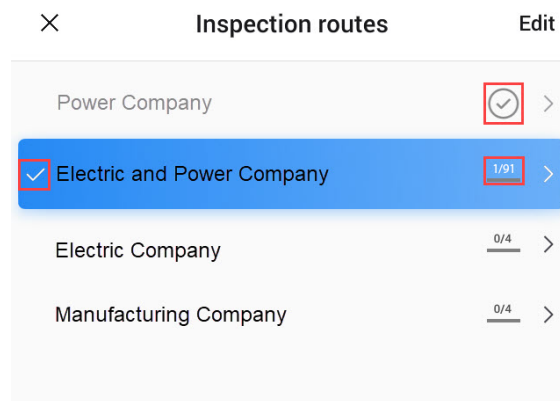 Inspection routes Edit
Power Company
Electric and Power Company 1/91
Electric Company 0/4
Manufacturing Company 0/4